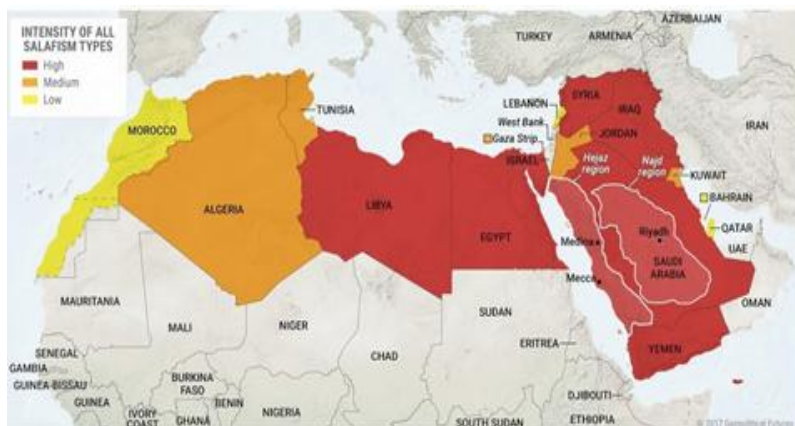 INTENSITY OF ALL
SALAFISM TYPES
High
Medium
Low
AZERBAIJAN
TURKEY
ARMENIA
MOROCCO
TUNISIA
LEBANON
SYRIA
West Bank
IRAQ
IRAN
Gaza Strip
JORDAN
ISRAEL
Hejaz
region
Najd
region
KUWAIT
ALGERIA
LIBYA
EGYPT
BAHRAIN
QATAR
Medina
Riyadh
UAE
SAUDI
ARABIA
Mecca
OMAN
MAURITANIA
MALI
NIGER
CHAD
SUDAN
ERITREA
YEMEN
SENEGAL
GAMBIA
GUINEA-BISSAU
GUINEA
BURKINA
FASO
BENIN
IVORY
COAST
GHANA
NIGERIA
SOUTH SUDAN
DJIBOUTI
ETHIOPIA
© 2017 Geopolitical Futures